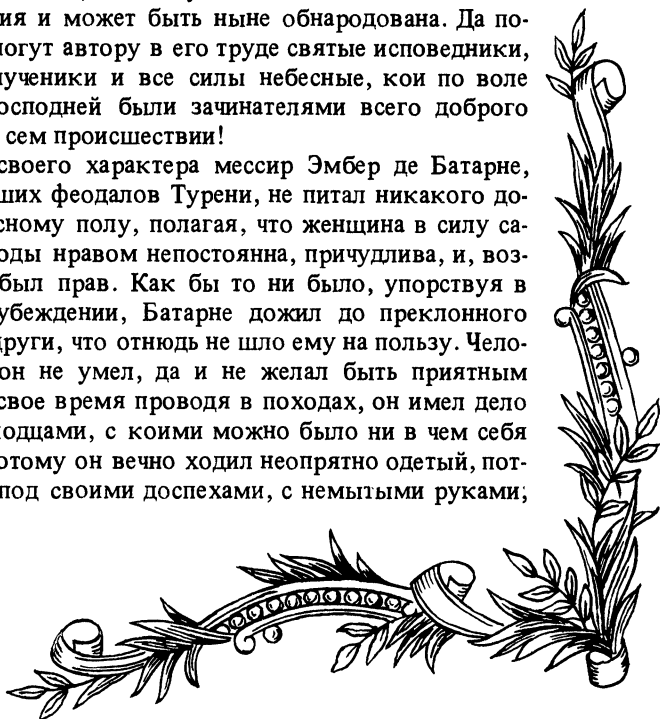 ия и может быть ныне обнародована. Да по-
могут автору в его труде святые исповедники,
мученики и все силы небесные, кои по воле
осподней были зачинателями всего доброго
сем происшествии!
своего характера мессир Эмбер де Батарне,
ших феодалов Турени, не питал никакого до-
сному полу, полагая, что женщина в силу са-
оды нравом непостоянна, причудлива, и, воз-
был прав. Как бы то ни было, упорствуя в
убеждении, Батарне дожил до преклонного
други, что отнюдь не шло ему на пользу. Чело-
он не умел, да и не желал быть приятным
свое время проводя в походах, он имел дело
одцами, с коими можно было ни в чем себя
отому он вечно ходил неопрятно одетый, пот-
под своими доспехами, с немытыми руками;